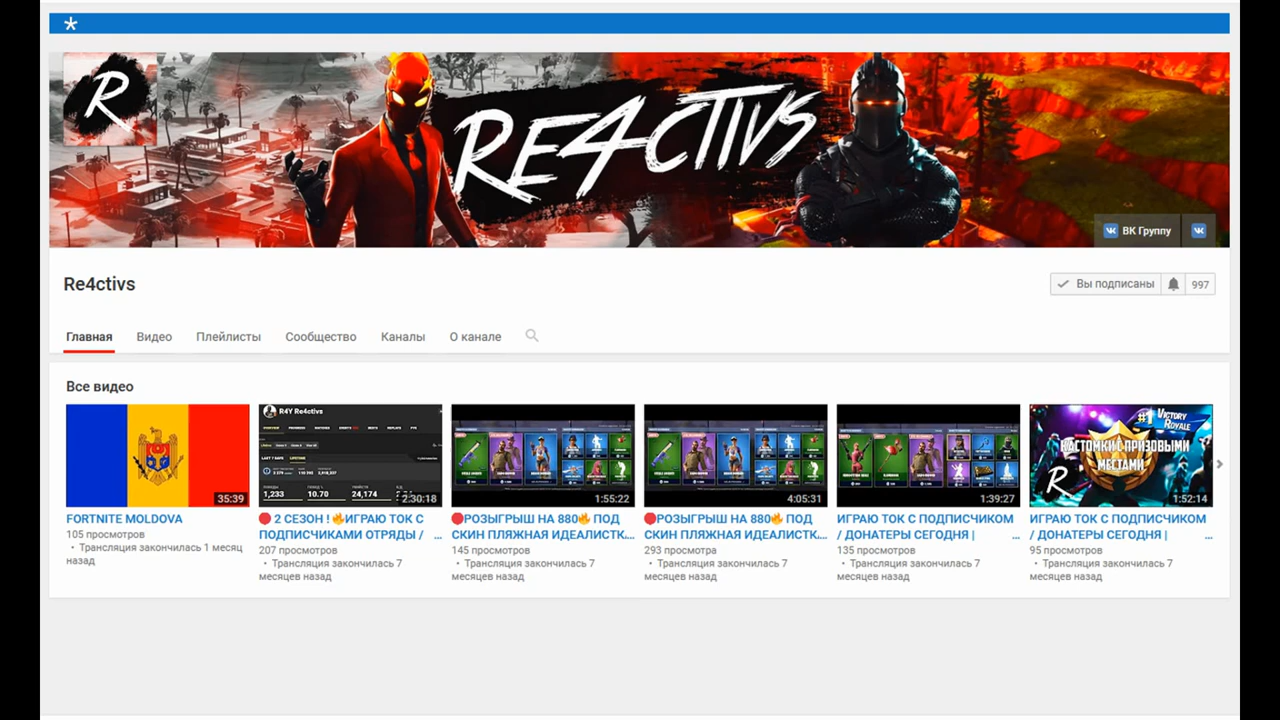 *
R
RE4CTIVS
ВК Группу
Re4ctivs
Вы подписаны
997
Главная
Видео
Плейлисты
Сообщество
Каналы
О канале
Все видео
35:39
FORTNITE MOLDOVA
105 просмотров
• Трансляция закончилась 1 месяц
назад
R4Y Re4ctivs
1,233 10.70 24,174
2:30:18
2 СЕЗОН ! ИГРАЮ ТОК С
ПОДПИСЧИКАМИ ОТРЯДЫ / ...
207 просмотров
• Трансляция закончилась 7
месяцев назад
1:55:22
РОЗЫГРЫШ НА 880 ПОД
СКИН ПЛЯЖНАЯ ИДЕАЛИСТК...
145 просмотров
• Трансляция закончилась 7
месяцев назад
4:05:31
РОЗЫГРЫШ НА 880 ПОД
СКИН ПЛЯЖНАЯ ИДЕАЛИСТК...
293 просмотра
• Трансляция закончилась 7
месяцев назад
1:39:27
ИГРАЮ ТОК С ПОДПИСЧИКОМ
/ ДОНАТЕРЫ СЕГОДНЯ | ...
135 просмотров
• Трансляция закончилась 7
месяцев назад
#1 VICTORY
ROYALE
КАСТОМКИ С ПРИЗОВЫМИ
МЕСТАМИ
R
1:52:14
ИГРАЮ ТОК С ПОДПИСЧИКОМ
/ ДОНАТЕРЫ СЕГОДНЯ | ...
95 просмотров
• Трансляция закончилась 7
месяцев назад